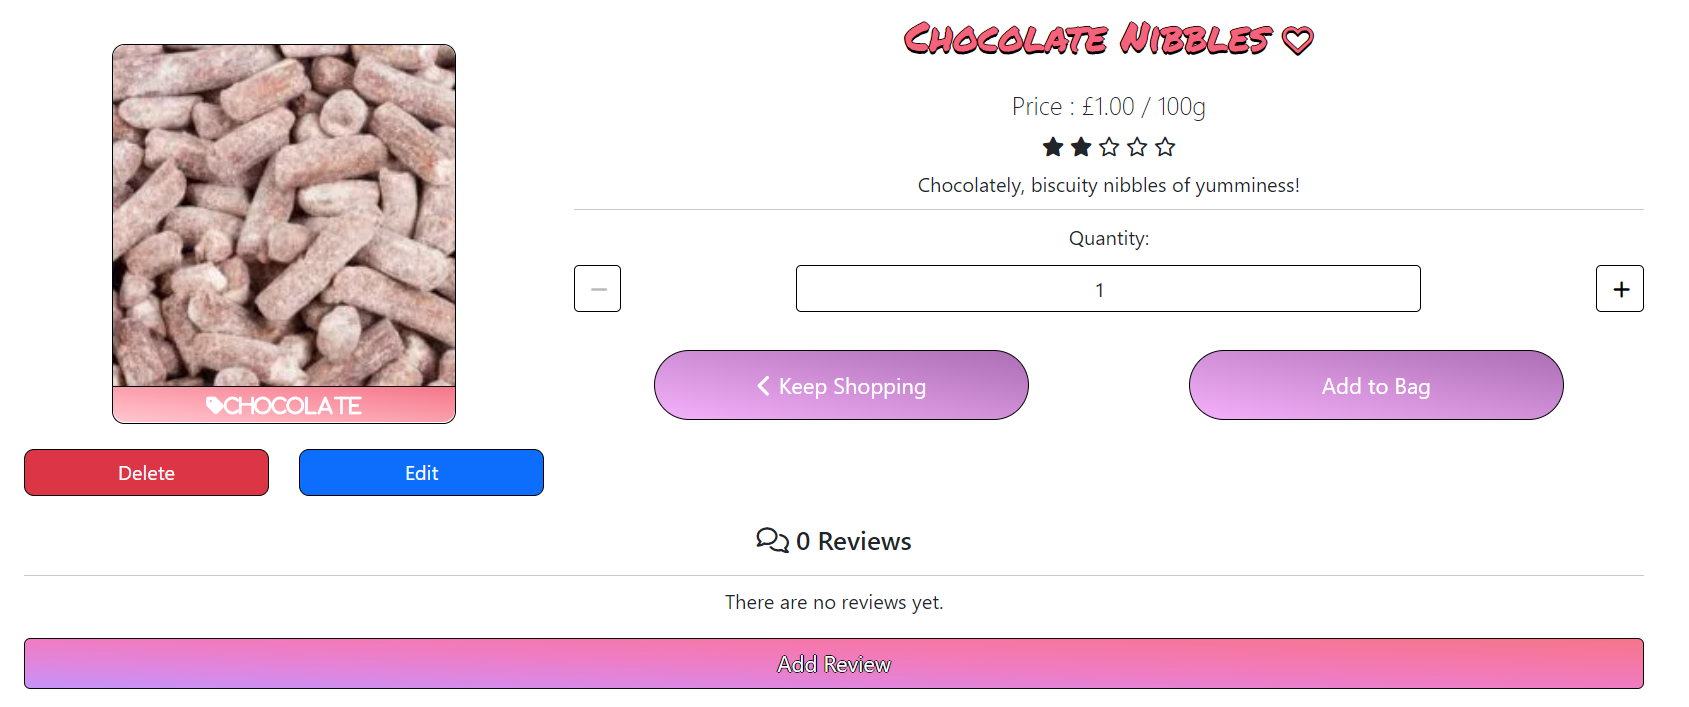 Chocolate Nibbles
Price : £1.00 / 100g
Chocolately, biscuity nibbles of yumminess!
Quantity:
1
Keep Shopping
Add to Bag
CHOCOLATE
Delete
Edit
0 Reviews
There are no reviews yet.
Add Review